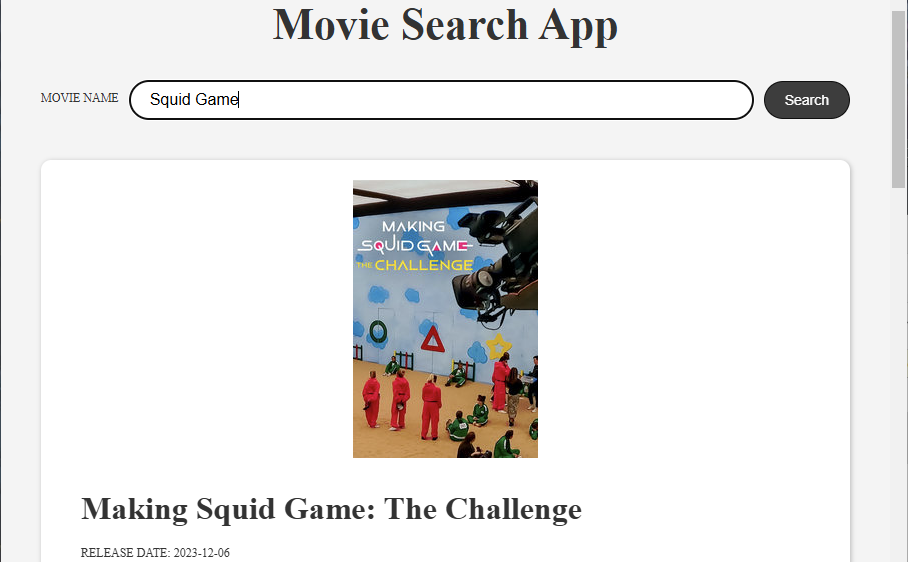 Movie Search App
MOVIE NAME
Squid Game
Search
MAKING
SQUID GAME
THE CHALLENGE
Making Squid Game: The Challenge
RELEASE DATE: 2023-12-06